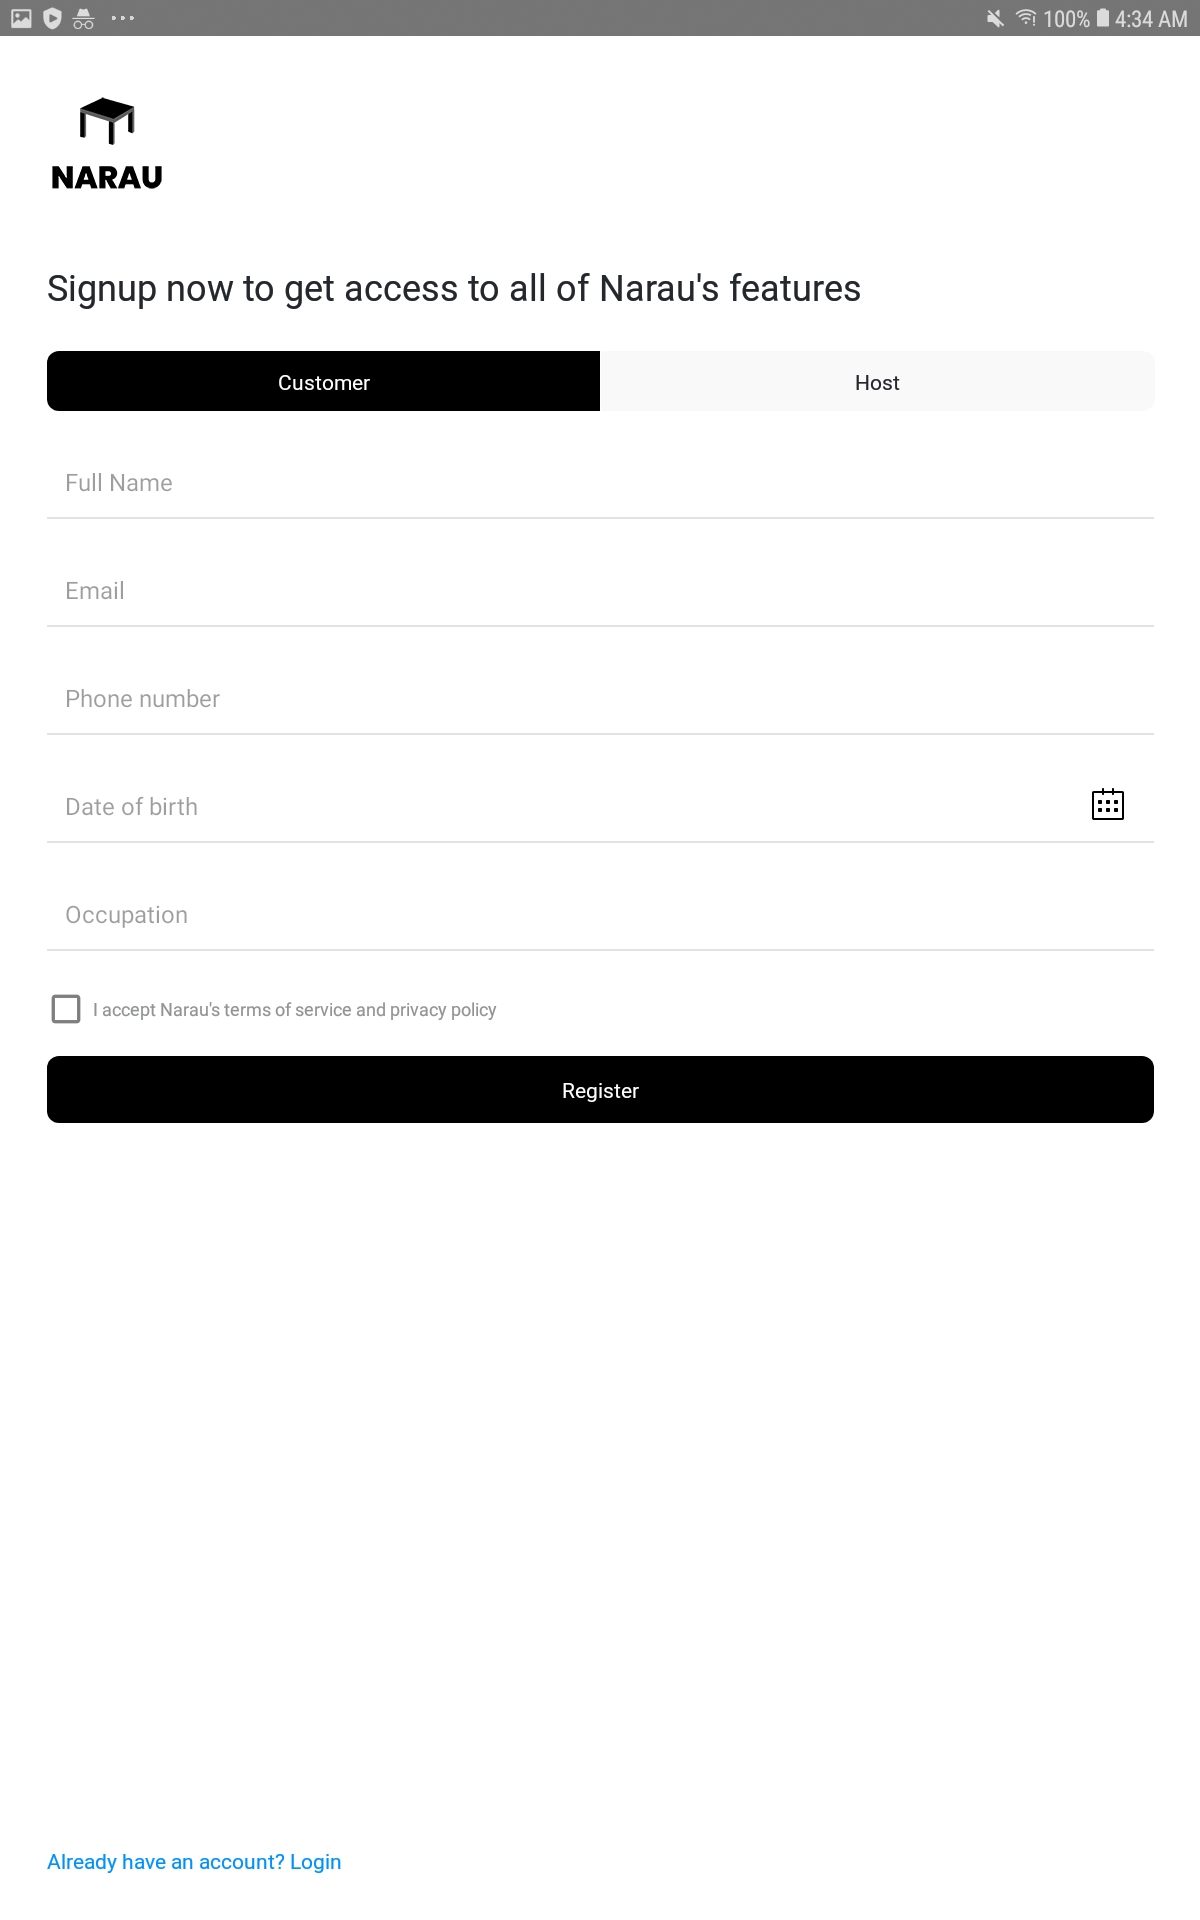 100% 4:34 AM
NARAU
Signup now to get access to all of Narau's features
Customer Host
Full Name
Email
Phone number
Date of birth
Occupation
I accept Narau's terms of service and privacy policy
Register
Already have an account? Login